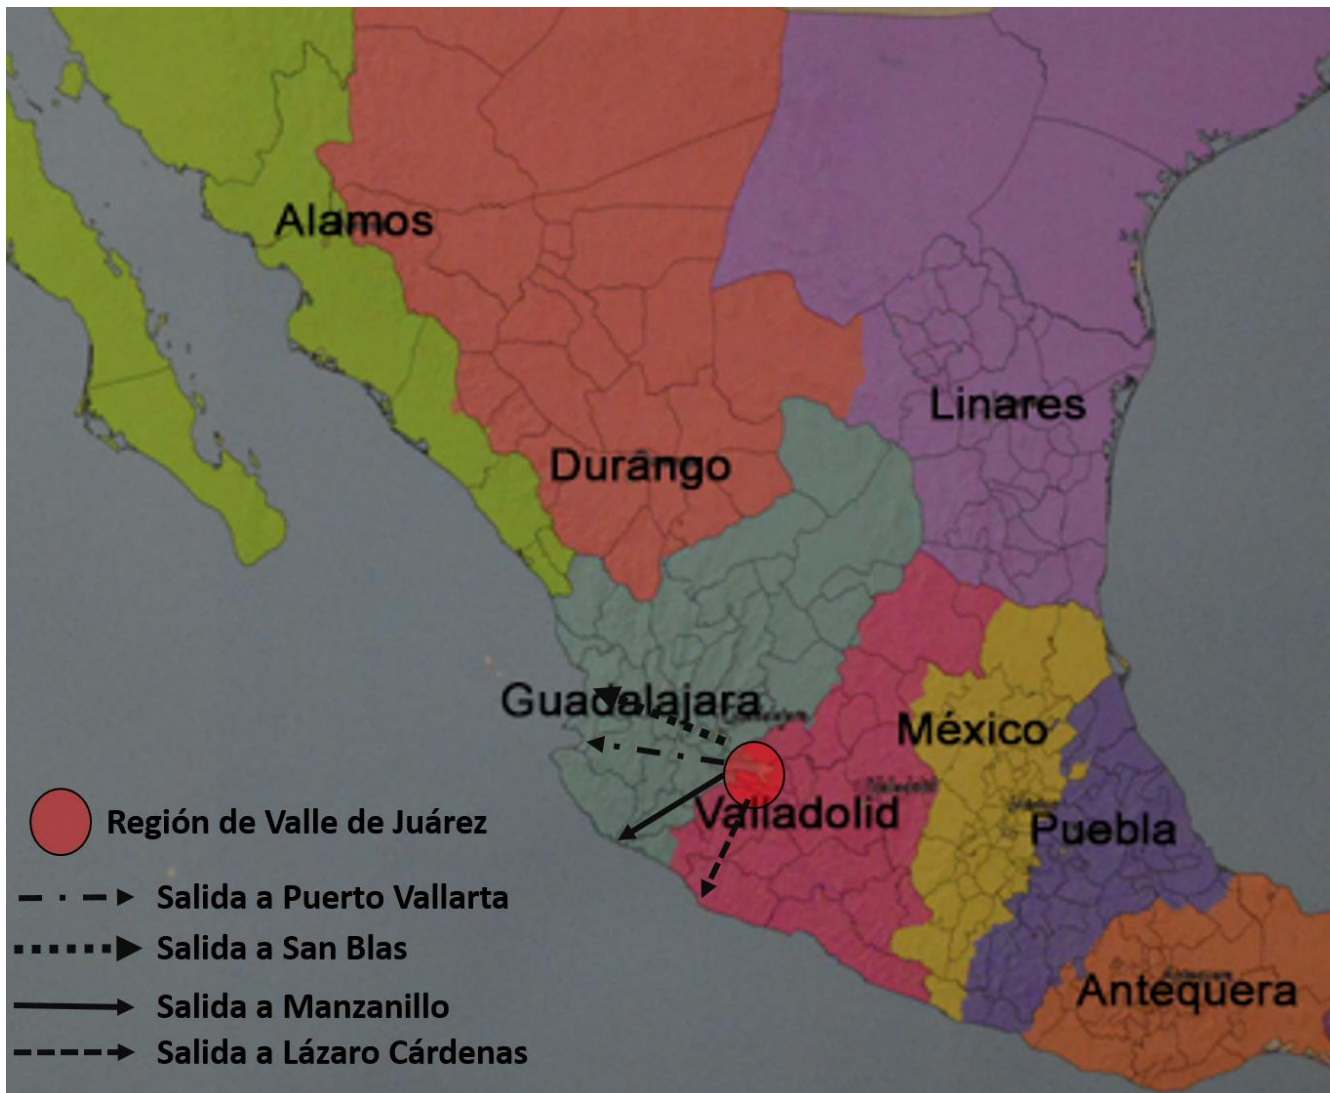 Alamos
Linares
Durango
Guadalajara
México
Valladolid
Puebla
Antequera
Región de Valle de Juárez
Salida a Puerto Vallarta
Salida a San Blas
Salida a Manzanillo
Salida a Lázaro Cárdenas